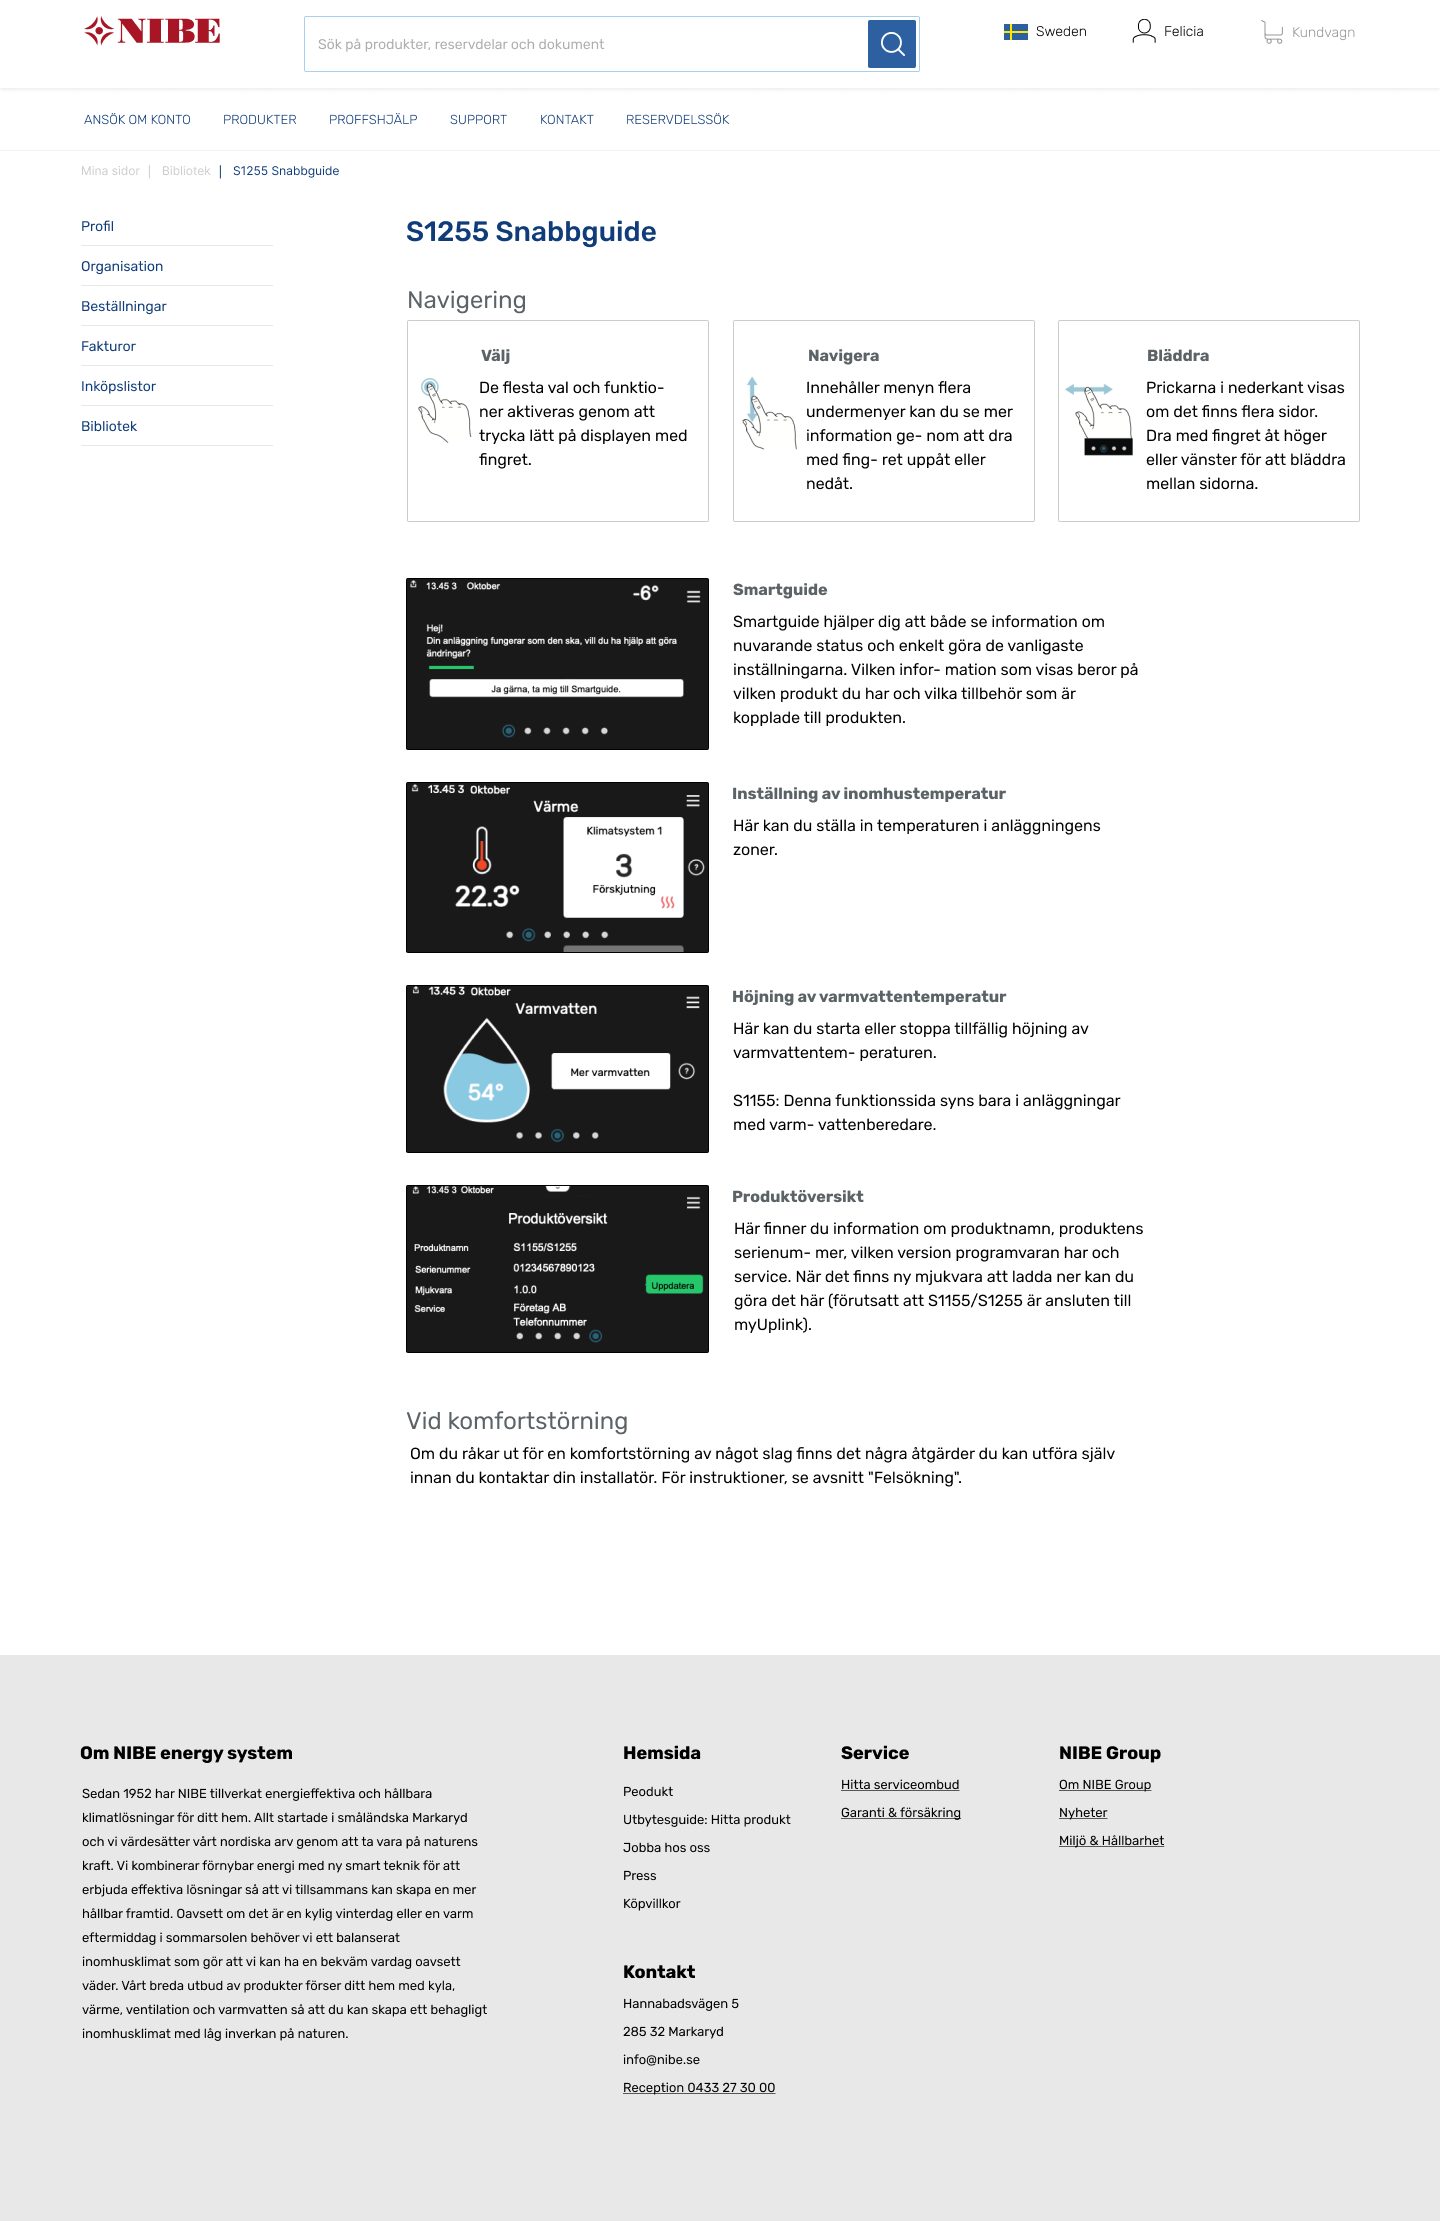 NIBE
Sök på produkter, reservdelar och dokument
Sweden
Felicia
Kundvagn
ANSÖK OM KONTO
PRODUKTER
PROFFSHJÄLP
SUPPORT
KONTAKT
RESERVDELSSÖK
Mina sidor | Bibliotek | S1255 Snabbguide
Profil
Organisation
Beställningar
Fakturor
Inköpslistor
Bibliotek
S1255 Snabbguide
Navigering
Välj
De flesta val och funktio-
ner aktiveras genom att
trycka lätt på displayen med
fingret.
Navigera
Innehåller menyn flera
undermenyer kan du se mer
information ge- nom att dra
med fing- ret uppåt eller
nedåt.
Bläddra
Prickarna i nederkant visas
om det finns flera sidor.
Dra med fingret åt höger
eller vänster för att bläddra
mellan sidorna.
13.45 3 Oktober
-6°
Hej!
Din anläggning fungerar som den ska, vill du ha hjälp att göra
ändringar?
Ja gärna, ta mig till Smartguide.
Smartguide
Smartguide hjälper dig att både se information om
nuvarande status och enkelt göra de vanligaste
inställningarna. Vilken infor- mation som visas beror på
vilken produkt du har och vilka tillbehör som är
kopplade till produkten.
13.45 3 Oktober
Värme
Klimatsystem 1
3
Förskjutning
22.3°
?
Inställning av inomhustemperatur
Här kan du ställa in temperaturen i anläggningens
zoner.
13.45 3 Oktober
Varmvatten
54°
Mer varmvatten
?
Höjning av varmvattentemperatur
Här kan du starta eller stoppa tillfällig höjning av
varmvattentem- peraturen.
S1155: Denna funktionssida syns bara i anläggningar
med varm- vattenberedare.
13.45 3 Oktober
Produktöversikt
Produktnamn S1155/S1255
Serienummer 01234567890123
Mjukvara 1.0.0
Uppdatera
Service Företag AB
Telefonnummer
Produktöversikt
Här finner du information om produktnamn, produktens
serienum- mer, vilken version programvaran har och
service. När det finns ny mjukvara att ladda ner kan du
göra det här (förutsatt att S1155/S1255 är ansluten till
myUplink).
Vid komfortstörning
Om du råkar ut för en komfortstörning av något slag finns det några åtgärder du kan utföra själv
innan du kontaktar din installatör. För instruktioner, se avsnitt "Felsökning".
Om NIBE energy system
Sedan 1952 har NIBE tillverkat energieffektiva och hållbara
klimatlösningar för ditt hem. Allt startade i småländska Markaryd
och vi värdesätter vårt nordiska arv genom att ta vara på naturens
kraft. Vi kombinerar förnybar energi med ny smart teknik för att
erbjuda effektiva lösningar så att vi tillsammans kan skapa en mer
hållbar framtid. Oavsett om det är en kylig vinterdag eller en varm
eftermiddag i sommarsolen behöver vi ett balanserat
inomhusklimat som gör att vi kan ha en bekväm vardag oavsett
väder. Vårt breda utbud av produkter förser ditt hem med kyla,
värme, ventilation och varmvatten så att du kan skapa ett behagligt
inomhusklimat med låg inverkan på naturen.
Hemsida
Peodukt
Utbytesguide: Hitta produkt
Jobba hos oss
Press
Köpvillkor
Kontakt
Hannabadsvägen 5
285 32 Markaryd
info@nibe.se
Reception 0433 27 30 00
Service
Hitta serviceombud
Garanti & försäkring
NIBE Group
Om NIBE Group
Nyheter
Miljö & Hållbarhet